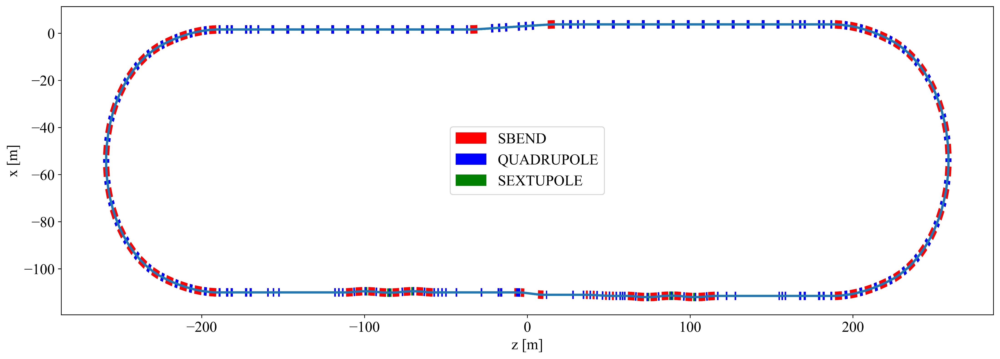 0
−20
−40
−60
−80
−100
x [m]
SBEND
QUADRUPOLE
SEXTUPOLE
−200
−100
0
100
200
z [m]